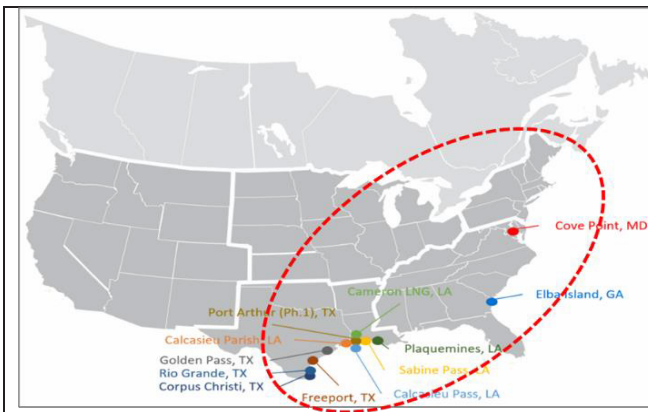 Cove Point, MD
Cameron LNG, LA
Elba Island, GA
Port Arthur (Ph.1), TX
Calcasieu Parish, LA
Plaquemines, LA
Golden Pass, TX
Sabine Pass, LA
Rio Grande, TX
Corpus Christi, TX
Freeport, TX
Calcasieu Pass, LA